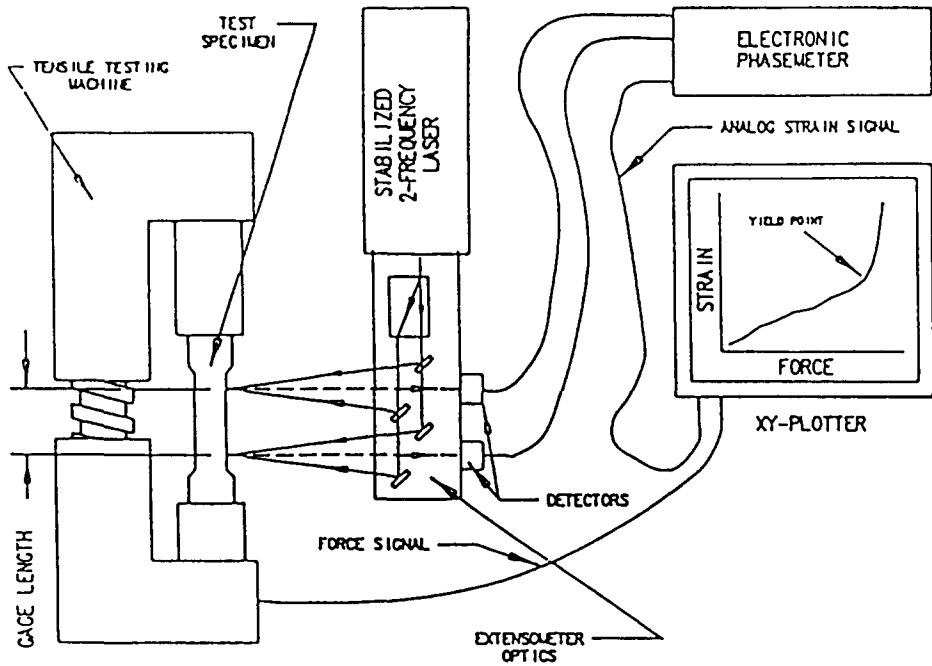 TEST
SPECIMEN
TENSILE TESTING
MACHINE
STABILIZED
2-FREQUENCY
LASER
ELECTRONIC
PHASEMETER
ANALOG STRAIN SIGNAL
YIELD POINT
STRAIN
FORCE
XY-PLOTTER
DETECTORS
FORCE SIGNAL
GAGE LENGTH
EXTENSOMETER
OPTICS